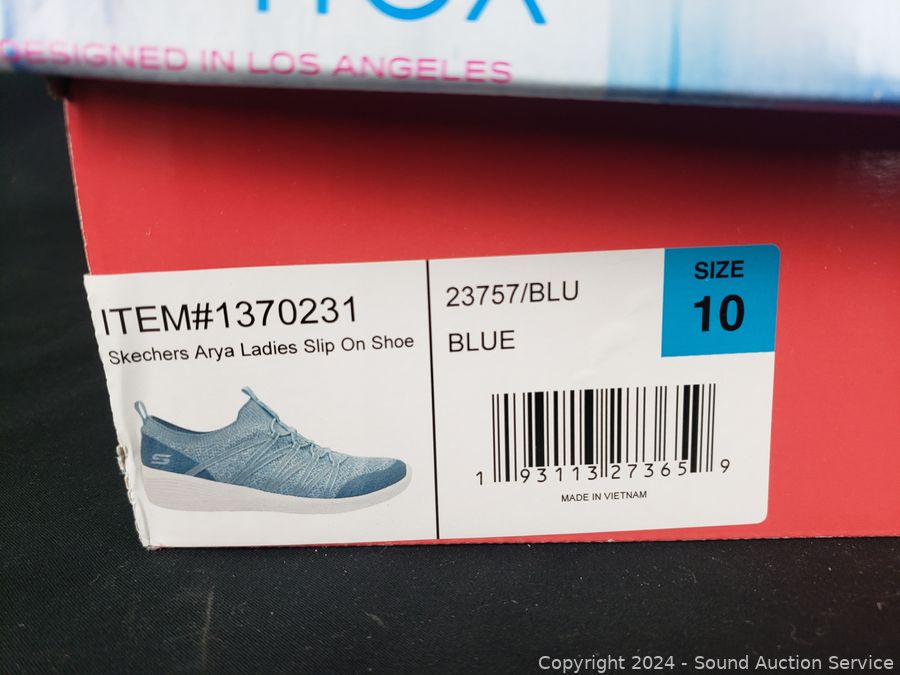 DESIGNED IN LOS ANGELES
ITEM#1370231
Skechers Arya Ladies Slip On Shoe
S
23757/BLU
BLUE
SIZE
10
1 93113 27365 9
MADE IN VIETNAM
Copyright © 2024 - Sound Auction Service